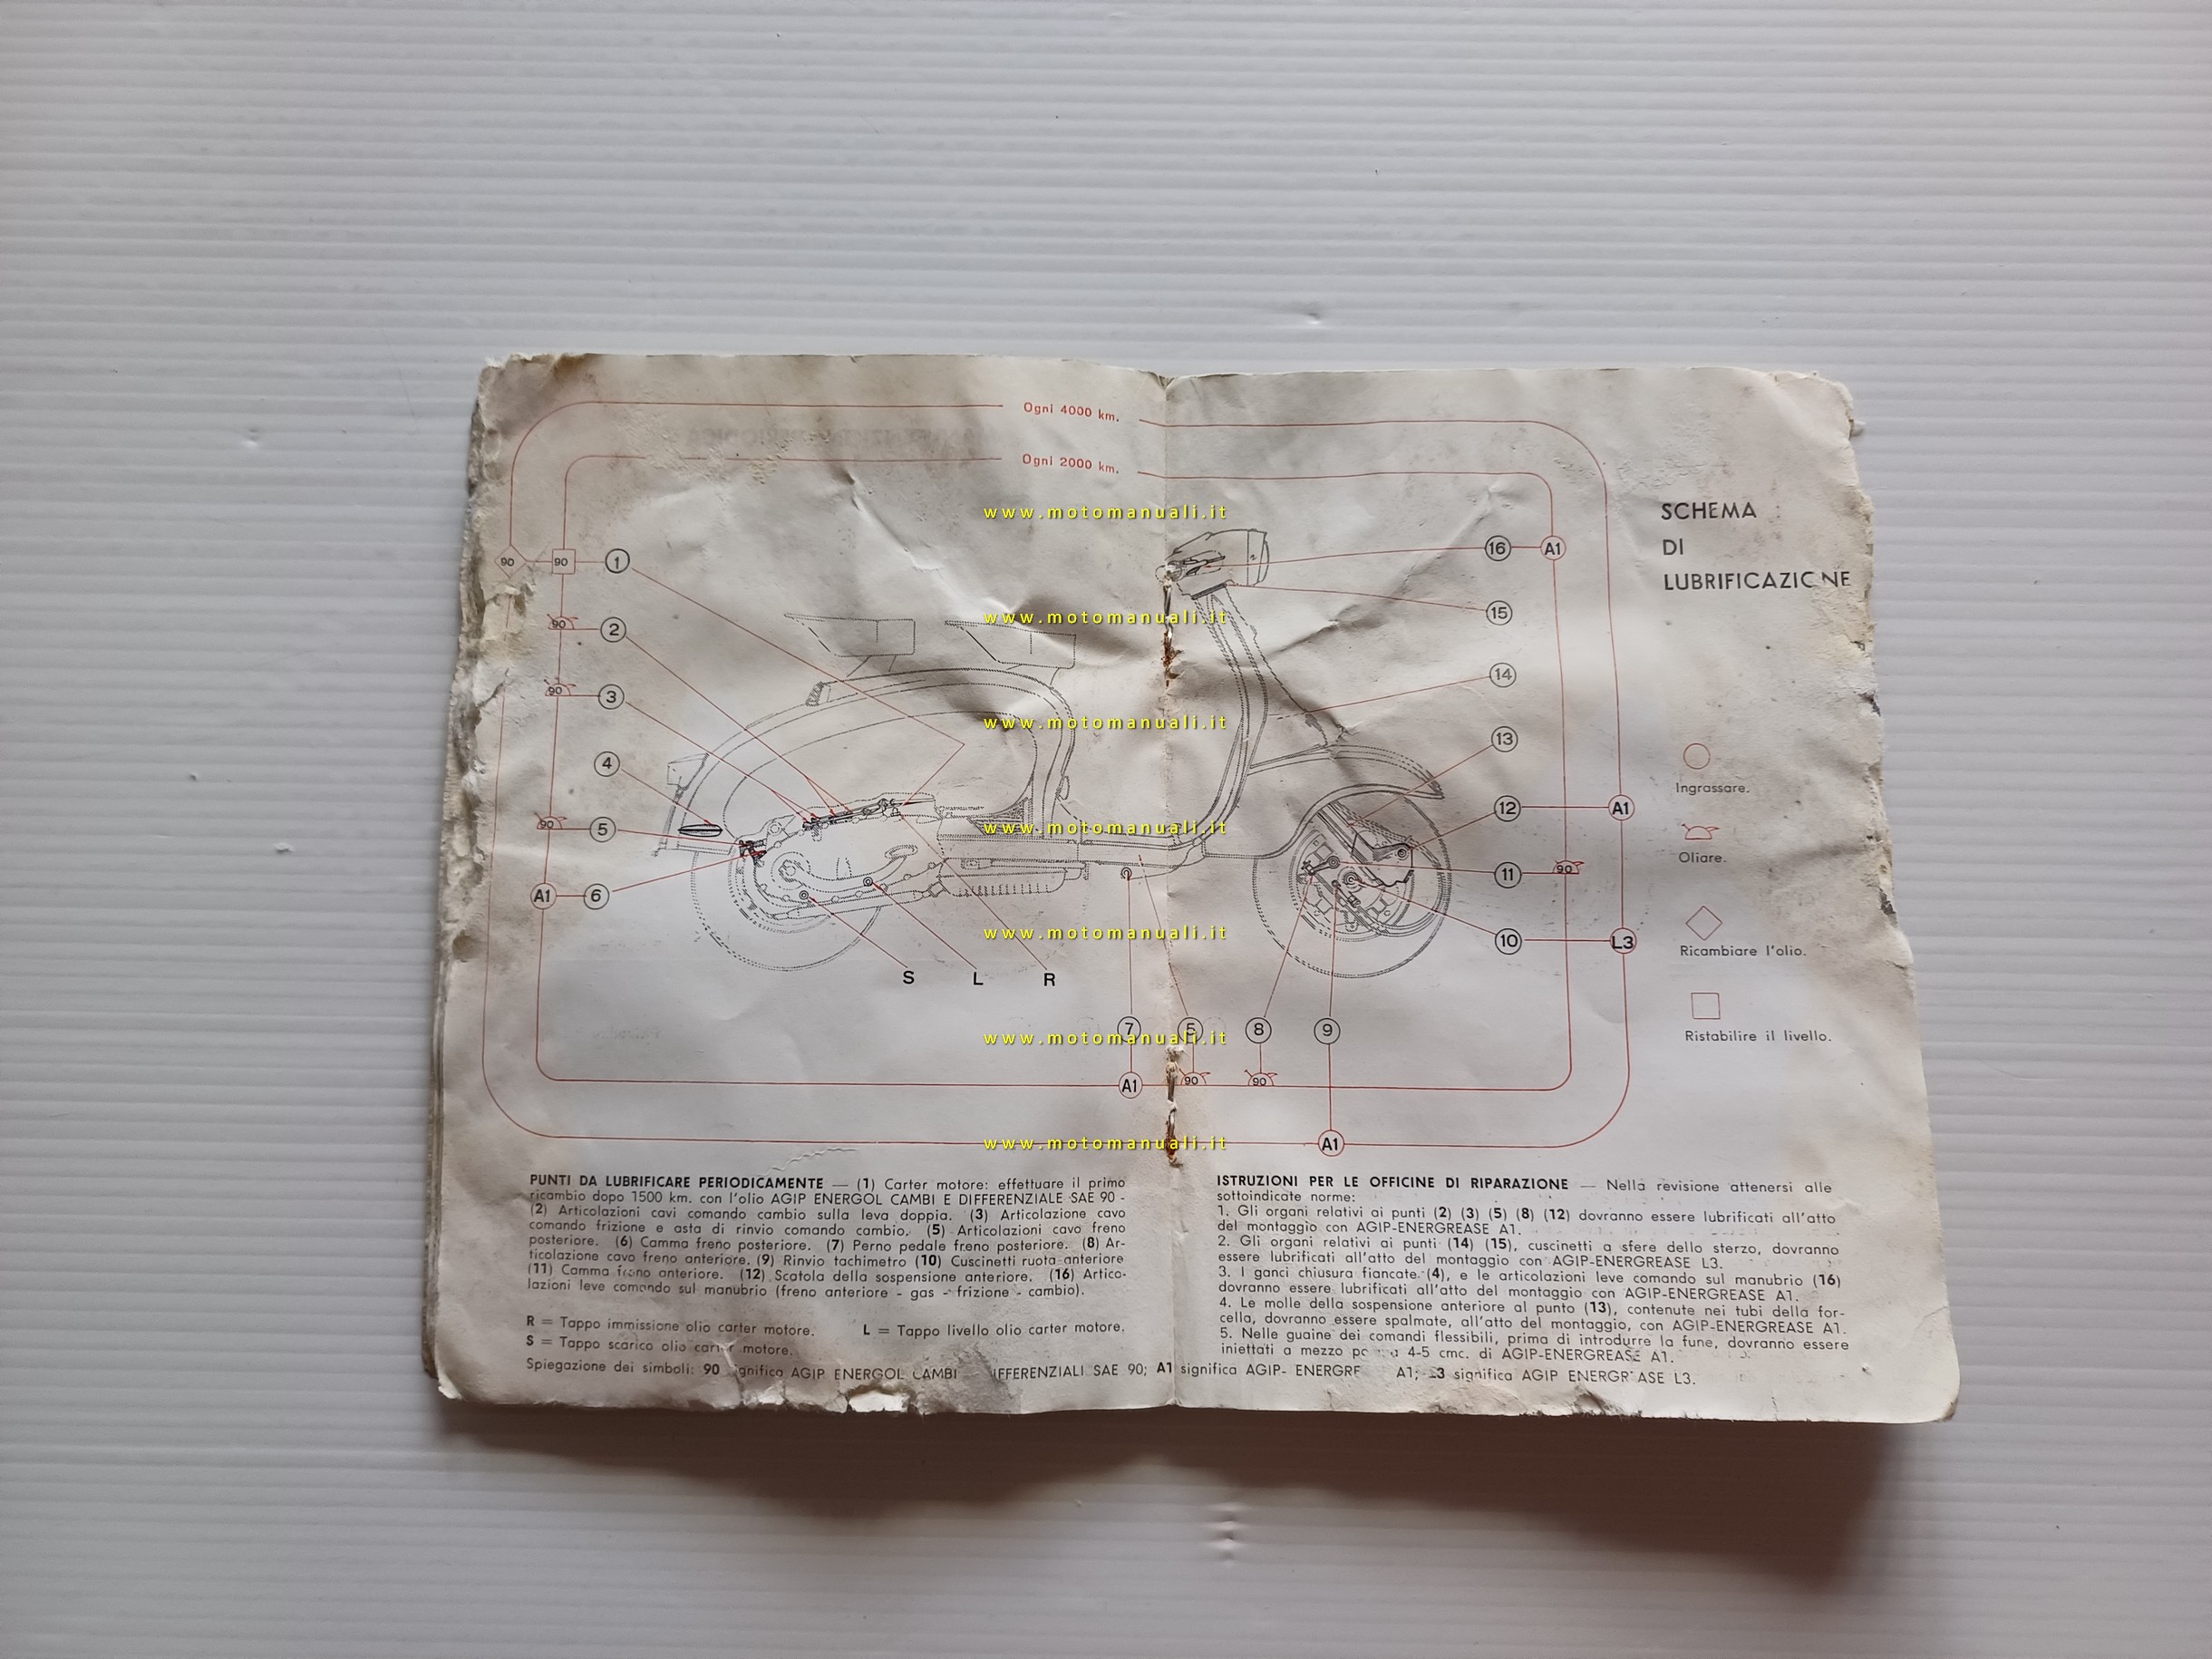 Ogni 4000 km.
Ogni 2000 km.
www.motomanuali.it
SCHEMA
DI
LUBRIFICAZIONE
90
90
1
16
A1
www.motomanuali.it
90
2
15
90
3
14
www.motomanuali.it
4
13
Ingrassare.
12
A1
www.motomanuali.it
90
5
Oliare.
11
90
A1
6
www.motomanuali.it
10
L3
Ricambiare l'olio.
S
L
R
7
5
8
9
www.motomanuali.it
Ristabilire il livello.
A1
90
90
www.motomanuali.it
A1
PUNTI DA LUBRIFICARE PERIODICAMENTE — (1) Carter motore: effettuare il primo
ricambio dopo 1500 km. con l'olio AGIP ENERGOL CAMBI E DIFFERENZIALE SAE 90 -
(2) Articolazioni cavi comando cambio sulla leva doppia. (3) Articolazione cavo
comando frizione e asta di rinvio comando cambio. (5) Articolazioni cavo freno
posteriore. (6) Camma freno posteriore. (7) Perno pedale freno posteriore. (8) Ar-
ticolazione cavo freno anteriore. (9) Rinvio tachimetro (10) Cuscinetti ruota anteriore
(11) Camma freno anteriore. (12) Scatola della sospensione anteriore. (16) Artico-
lazioni leve comando sul manubrio (freno anteriore - gas - frizione - cambio).
R = Tappo immissione olio carter motore. L = Tappo livello olio carter motore.
S = Tappo scarico olio carter motore.
ISTRUZIONI PER LE OFFICINE DI RIPARAZIONE — Nella revisione attenersi alle
sottoindicate norme:
1. Gli organi relativi ai punti (2) (3) (5) (8) (12) dovranno essere lubrificati all'atto
del montaggio con AGIP-ENERGREASE A1.
2. Gli organi relativi ai punti (14) (15), cuscinetti a sfere dello sterzo, dovranno
essere lubrificati all'atto del montaggio con AGIP-ENERGREASE L3.
3. I ganci chiusura fiancate (4), e le articolazioni leve comando sul manubrio (16)
dovranno essere lubrificati all'atto del montaggio con AGIP-ENERGREASE A1.
4. Le molle della sospensione anteriore al punto (13), contenute nei tubi della for-
cella, dovranno essere spalmate, all'atto del montaggio, con AGIP-ENERGREASE A1.
5. Nelle guaine dei comandi flessibili, prima di introdurre la fune, dovranno essere
iniettati a mezzo 4-5 cmc. di AGIP-ENERGREASE A1.
Spiegazione dei simboli: 90 significa AGIP ENERGOL CAMBI DIFFERENZIALI SAE 90; A1 significa AGIP- ENERGREASE A1; L3 significa AGIP ENERGREASE L3.